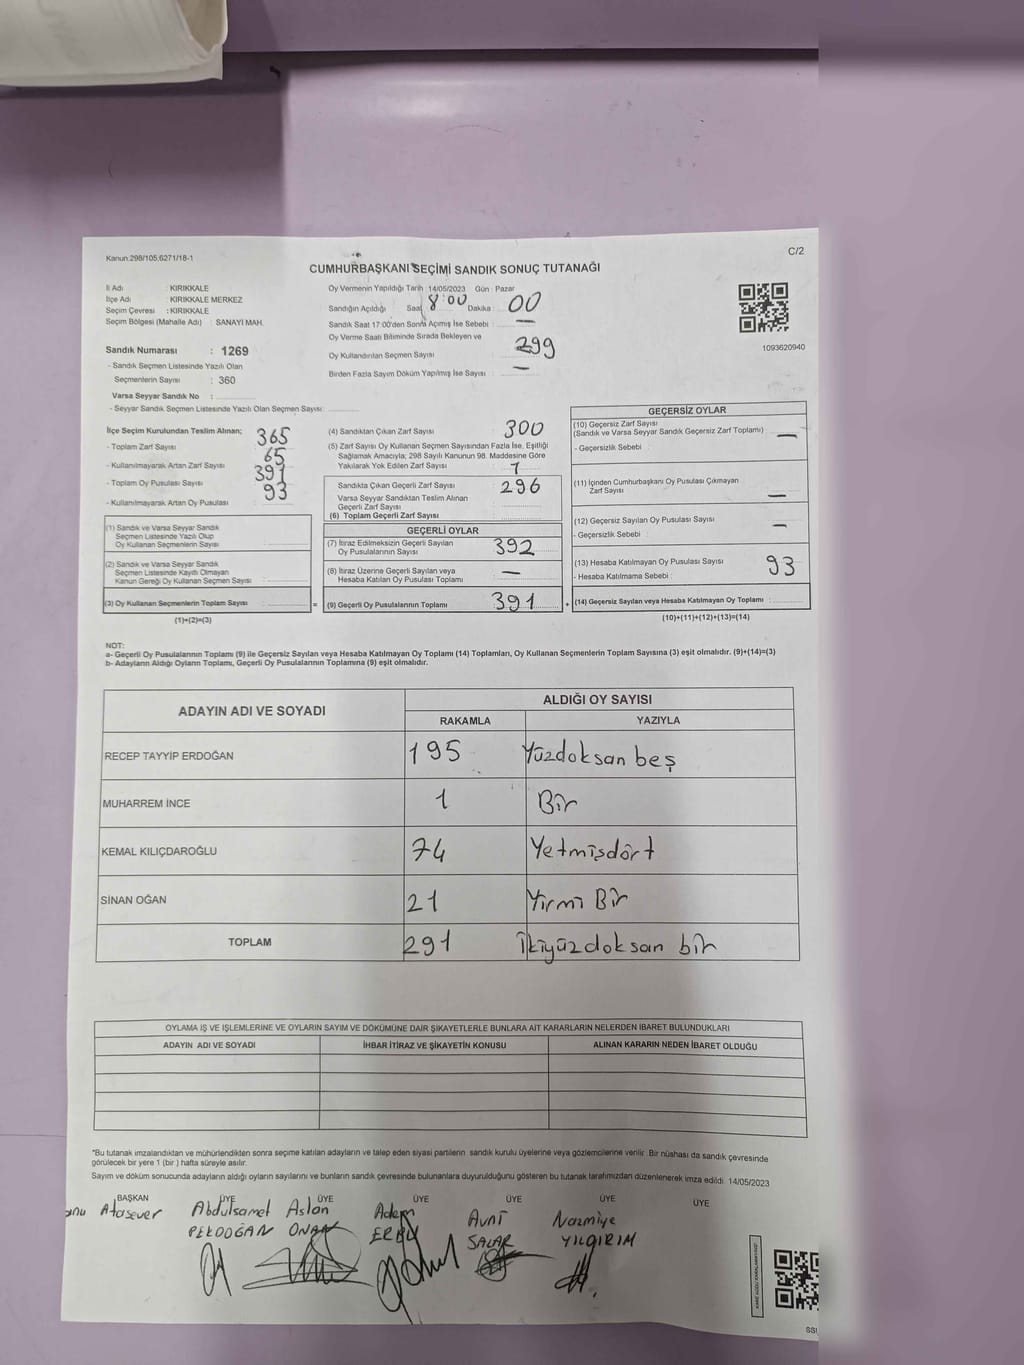 Kanun:298/105.6271/18-1
C/2
CUMHURBAŞKANI SEÇİMİ SANDIK SONUÇ TUTANAĞI
İl Adı : KIRIKKALE
İlçe Adı : KIRIKKALE MERKEZ
Seçim Çevresi : KIRIKKALE
Seçim Bölgesi (Mahalle Adı) : SANAYİ MAH.
Sandık Numarası : 1269
- Sandık Seçmen Listesinde Yazılı Olan
Seçmenlerin Sayısı : 360
Varsa Seyyar Sandık No :
- Seyyar Sandık Seçmen Listesinde Yazılı Olan Seçmen Sayısı:
Oy Vermenin Yapıldığı Tarih :14/05/2023 Gün : Pazar
Sandığın Açıldığı Saat 8:00 Dakika : 00
Sandık Saat 17:00'den Sonra Açımış İse Sebebi : —
Oy Verme Saati Bitiminde Sırada Bekleyen ve
Oy Kullandırılan Seçmen Sayısı 299
Birden Fazla Sayım Döküm Yapılmış İse Sayısı : —
1093620940
İlçe Seçim Kurulundan Teslim Alınan;
- Toplam Zarf Sayısı 365
- Kullanılmayarak Artan Zarf Sayısı 65
- Toplam Oy Pusulası Sayısı 391
- Kullanılmayarak Artan Oy Pusulası 93
(1) Sandık ve Varsa Seyyar Sandık
Seçmen Listesinde Yazılı Olup
Oy Kullanan Seçmenlerin Sayısı :
(2) Sandık ve Varsa Seyyar Sandık
Seçmen Listesinde Kayıtlı Olmayan
Kanun Gereği Oy Kullanan Seçmen Sayısı :
(3) Oy Kullanan Seçmenlerin Toplam Sayısı :
(1)+(2)=(3)
(4) Sandıktan Çıkan Zarf Sayısı 300
(5) Zarf Sayısı Oy Kullanan Seçmen Sayısından Fazla İse, Eşitliği
Sağlamak Amacıyla; 298 Sayılı Kanunun 98. Maddesine Göre
Yakılarak Yok Edilen Zarf Sayısı 1
Sandıkta Çıkan Geçerli Zarf Sayısı 296
Varsa Seyyar Sandıktan Teslim Alınan
Geçerli Zarf Sayısı
(6) Toplam Geçerli Zarf Sayısı
GEÇERLİ OYLAR
(7) İtiraz Edilmeksizin Geçerli Sayılan
Oy Pusulalarının Sayısı 392
(8) İtiraz Üzerine Geçerli Sayılan veya
Hesaba Katılan Oy Pusulası Toplamı —
= (9) Geçerli Oy Pusulalarının Toplamı 391 +
GEÇERSİZ OYLAR
(10) Geçersiz Zarf Sayısı
(Sandık ve Varsa Seyyar Sandık Geçersiz Zarf Toplamı) : —
- Geçersizlik Sebebi :
(11) İçinden Cumhurbaşkanı Oy Pusulası Çıkmayan
Zarf Sayısı —
(12) Geçersiz Sayılan Oy Pusulası Sayısı —
- Geçersizlik Sebebi :
(13) Hesaba Katılmayan Oy Pusulası Sayısı 93
- Hesaba Katılmama Sebebi :
(14) Geçersiz Sayılan veya Hesaba Katılmayan Oy Toplamı :
(10)+(11)+(12)+(13)=(14)
NOT:
a- Geçerli Oy Pusulalarının Toplamı (9) ile Geçersiz Sayılan veya Hesaba Katılmayan Oy Toplamı (14) Toplamları, Oy Kullanan Seçmenlerin Toplam Sayısına (3) eşit olmalıdır. (9)+(14)=(3)
b- Adayların Aldığı Oyların Toplamı, Geçerli Oy Pusulalarının Toplamına (9) eşit olmalıdır.
ADAYIN ADI VE SOYADI
ALDIĞI OY SAYISI
RAKAMLA YAZIYLA
RECEP TAYYİP ERDOĞAN 195 Yüzdoksan beş
MUHARREM İNCE 1 Bir
KEMAL KILIÇDAROĞLU 74 Yetmişdört
SİNAN OĞAN 21 Yirmi Bir
TOPLAM 291 İkiyüzdoksan bir
OYLAMA İŞ VE İŞLEMLERİNE VE OYLARIN SAYIM VE DÖKÜMÜNE DAİR ŞİKAYETLERLE BUNLARA AİT KARARLARIN NELERDEN İBARET BULUNDUKLARI
ADAYIN ADI VE SOYADI İHBAR İTİRAZ VE ŞİKAYETİN KONUSU ALINAN KARARIN NEDEN İBARET OLDUĞU
*Bu tutanak imzalandıktan ve mühürlendikten sonra seçime katılan adayların ve talep eden siyasi partilerin sandık kurulu üyelerine veya gözlemcilerine verilir. Bir nüshası da sandık çevresinde
görülecek bir yere 1 (bir ) hafta süreyle asılır.
Sayım ve döküm sonucunda adayların aldığı oyların sayılarını ve bunların sandık çevresinde bulunanlara duyurulduğunu gösteren bu tutanak tarafımızdan düzenlenerek imza edildi. 14/05/2023
BAŞKAN ÜYE ÜYE ÜYE ÜYE ÜYE ÜYE
Atasever Abdulsamet Aslan Adem Avni Nazmiye
PEKDOĞAN ONAN ERBU SALAR YILDIRIM